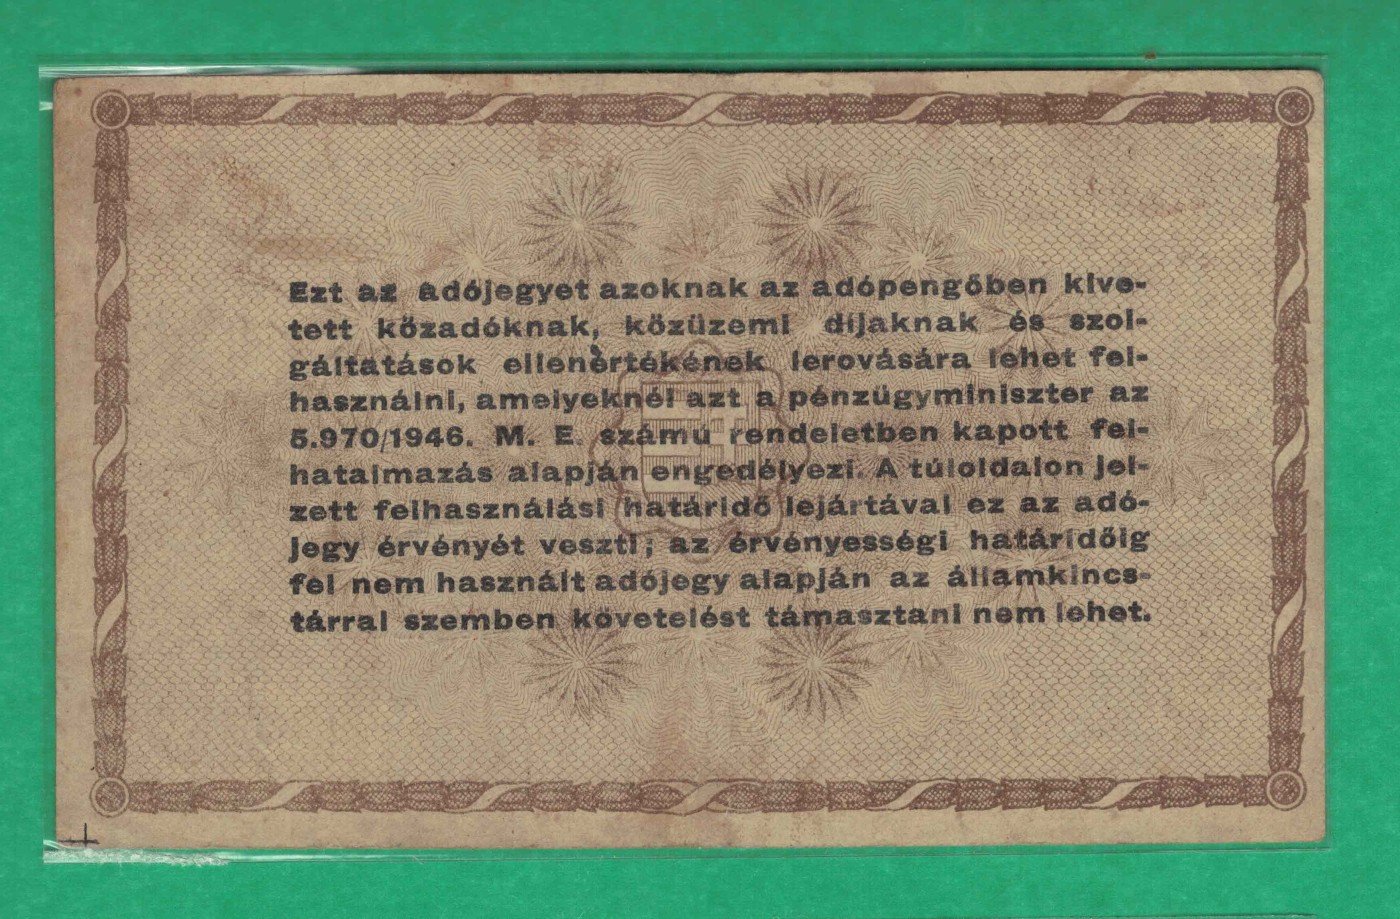 Ezt az adójegyet azoknak az adópengőben kive-
tett közadóknak, közüzemi díjaknak és szol-
gáltatások ellenértékének lerovására lehet fel-
használni, amelyeknél azt a pénzügyminiszter az
5.970/1946. M. E. számú rendeletben kapott fel-
hatalmazás alapján engedélyezi. A túloldalon jel-
zett felhasználási határidő lejártával ez az adó-
jegy érvényét veszti; az érvényességi határidőig
fel nem használt adójegy alapján az államkincs-
tárral szemben követelést támasztani nem lehet.